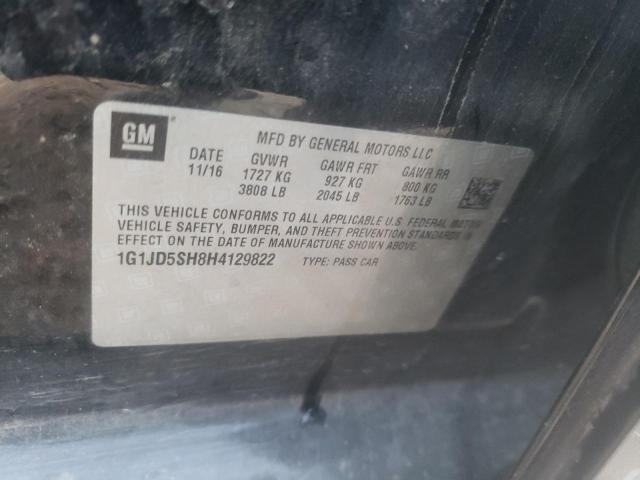 GM
MFD BY GENERAL MOTORS LLC
DATE GVWR GAWR FRT GAWR RR
11/16 1727 KG 927 KG 800 KG
3808 LB 2045 LB 1763 LB
THIS VEHICLE CONFORMS TO ALL APPLICABLE U.S. FEDERAL MOTOR
VEHICLE SAFETY, BUMPER, AND THEFT PREVENTION STANDARDS IN
EFFECT ON THE DATE OF MANUFACTURE SHOWN ABOVE.
1G1JD5SH8H4129822 TYPE: PASS CAR